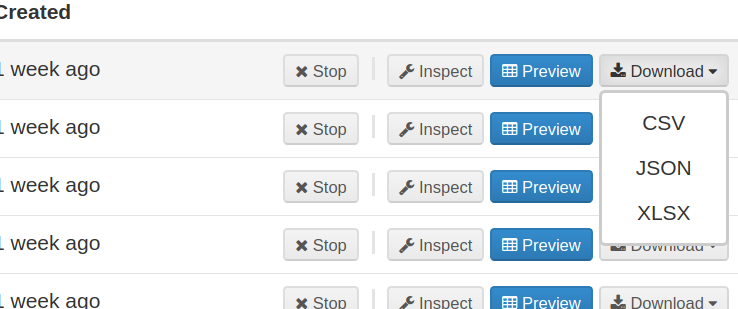 Created
1 week ago Stop Inspect Preview Download
1 week ago Stop Inspect Preview
CSV
1 week ago Stop Inspect Preview
JSON
XLSX
1 week ago Stop Inspect Preview Download
1 week ago Stop Inspect Preview Download